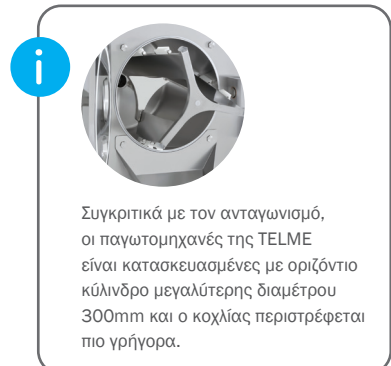 i
Συγκριτικά με τον ανταγωνισμό,
οι παγωτομηχανές της TELME
είναι κατασκευασμένες με οριζόντιο
κύλινδρο μεγαλύτερης διαμέτρου
300mm και ο κοχλίας περιστρέφεται
πιο γρήγορα.